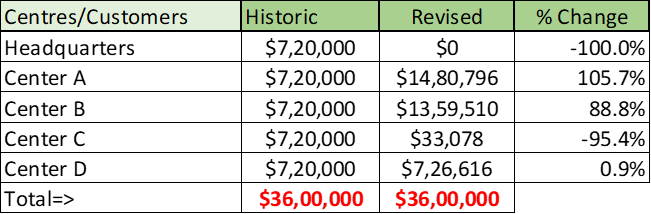 Centres/Customers Historic Revised % Change
Headquarters $7,20,000 $0 -100.0%
Center A $7,20,000 $14,80,796 105.7%
Center B $7,20,000 $13,59,510 88.8%
Center C $7,20,000 $33,078 -95.4%
Center D $7,20,000 $7,26,616 0.9%
Total=> $36,00,000 $36,00,000